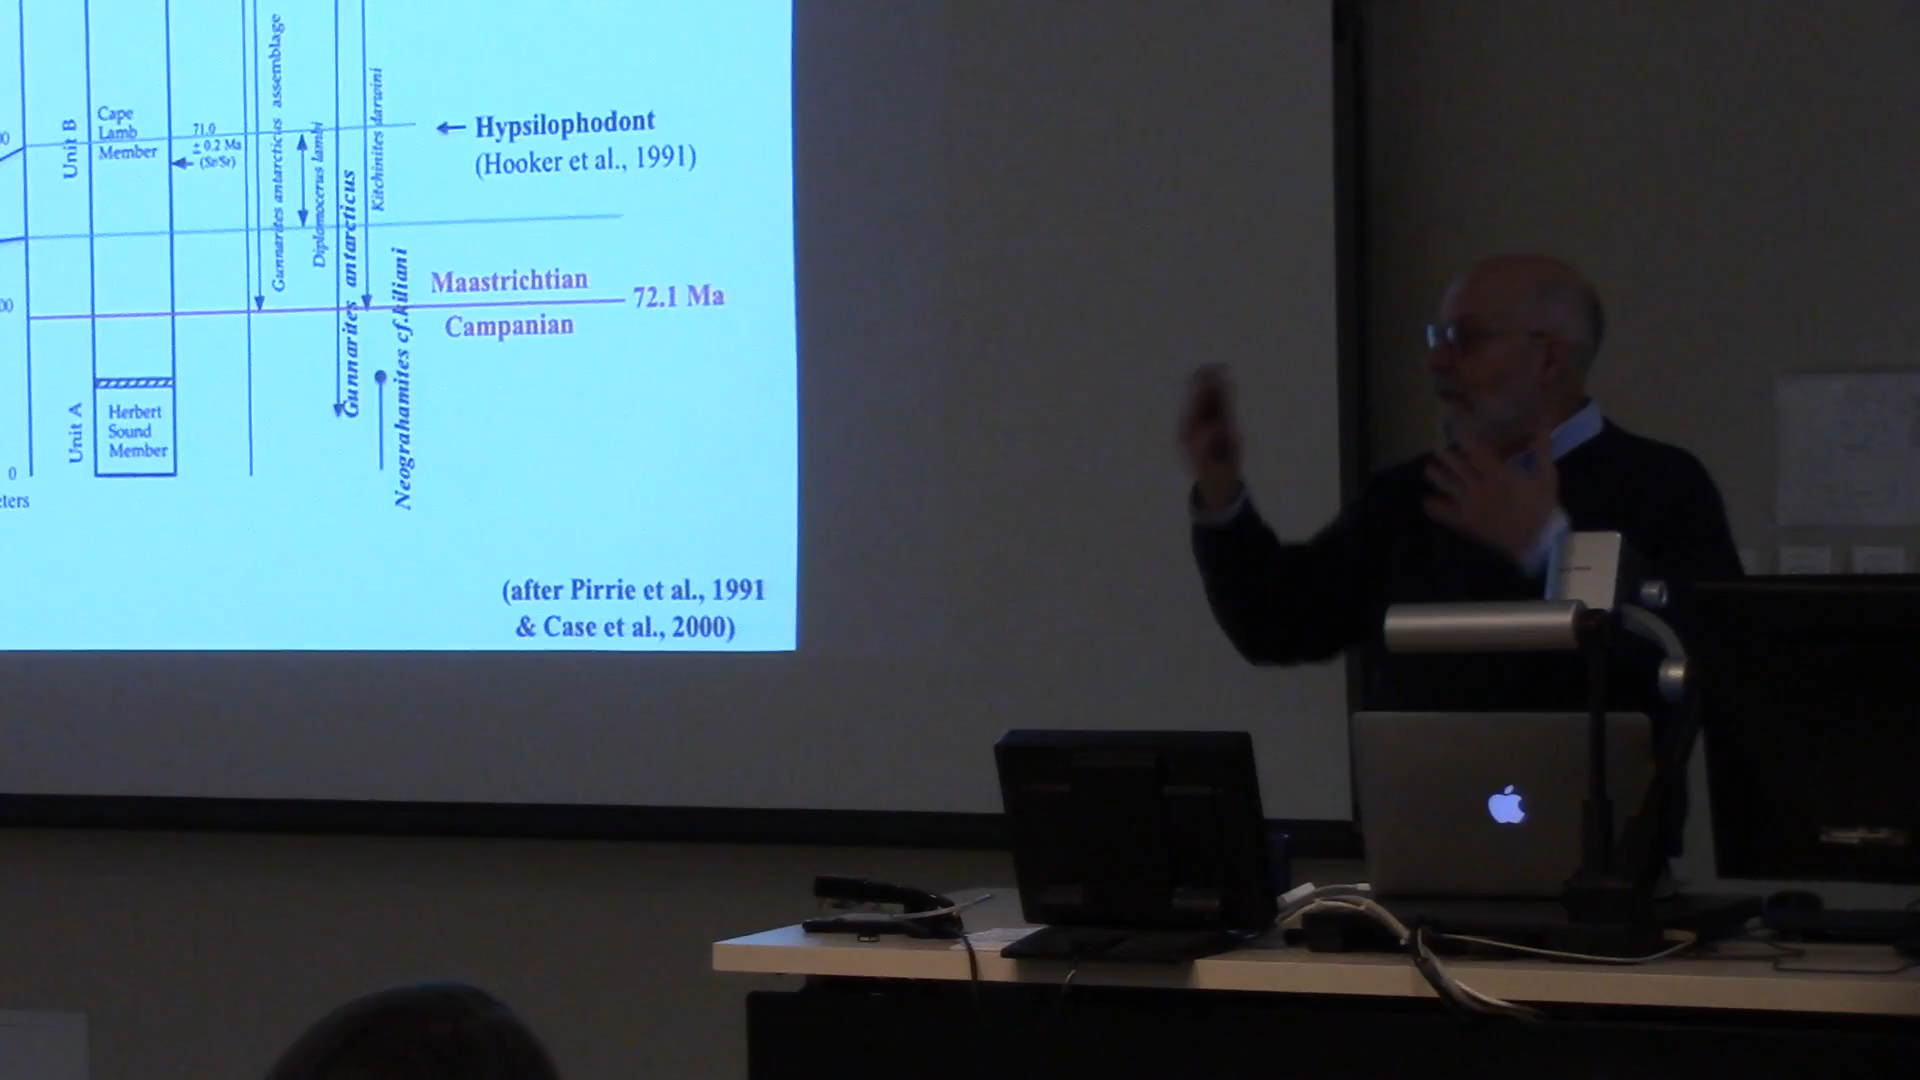 Unit B
Cape
Lamb
Member
71.0
± 0.2 Ma
(Sr/Sr)
Gunnarites antarcticus assemblage
Diplomocerus lambi
Gunnarites antarcticus
Kitchinites darwini
Neograhamites cf.kiliani
Hypsilophodont
(Hooker et al., 1991)
Maastrichtian
72.1 Ma
Campanian
Unit A
Herbert
Sound
Member
0
(after Pirrie et al., 1991
& Case et al., 2000)